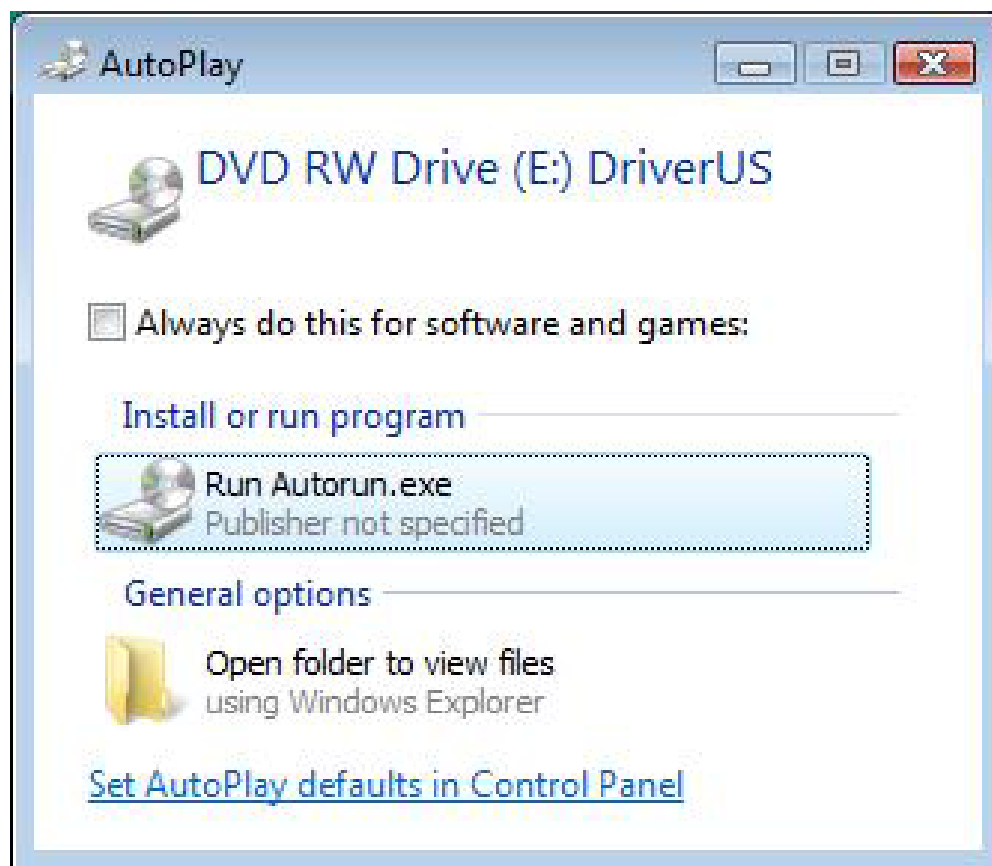 AutoPlay
DVD RW Drive (E:) DriverUS
Always do this for software and games:
Install or run program
Run Autorun.exe
Publisher not specified
General options
Open folder to view files
using Windows Explorer
Set AutoPlay defaults in Control Panel